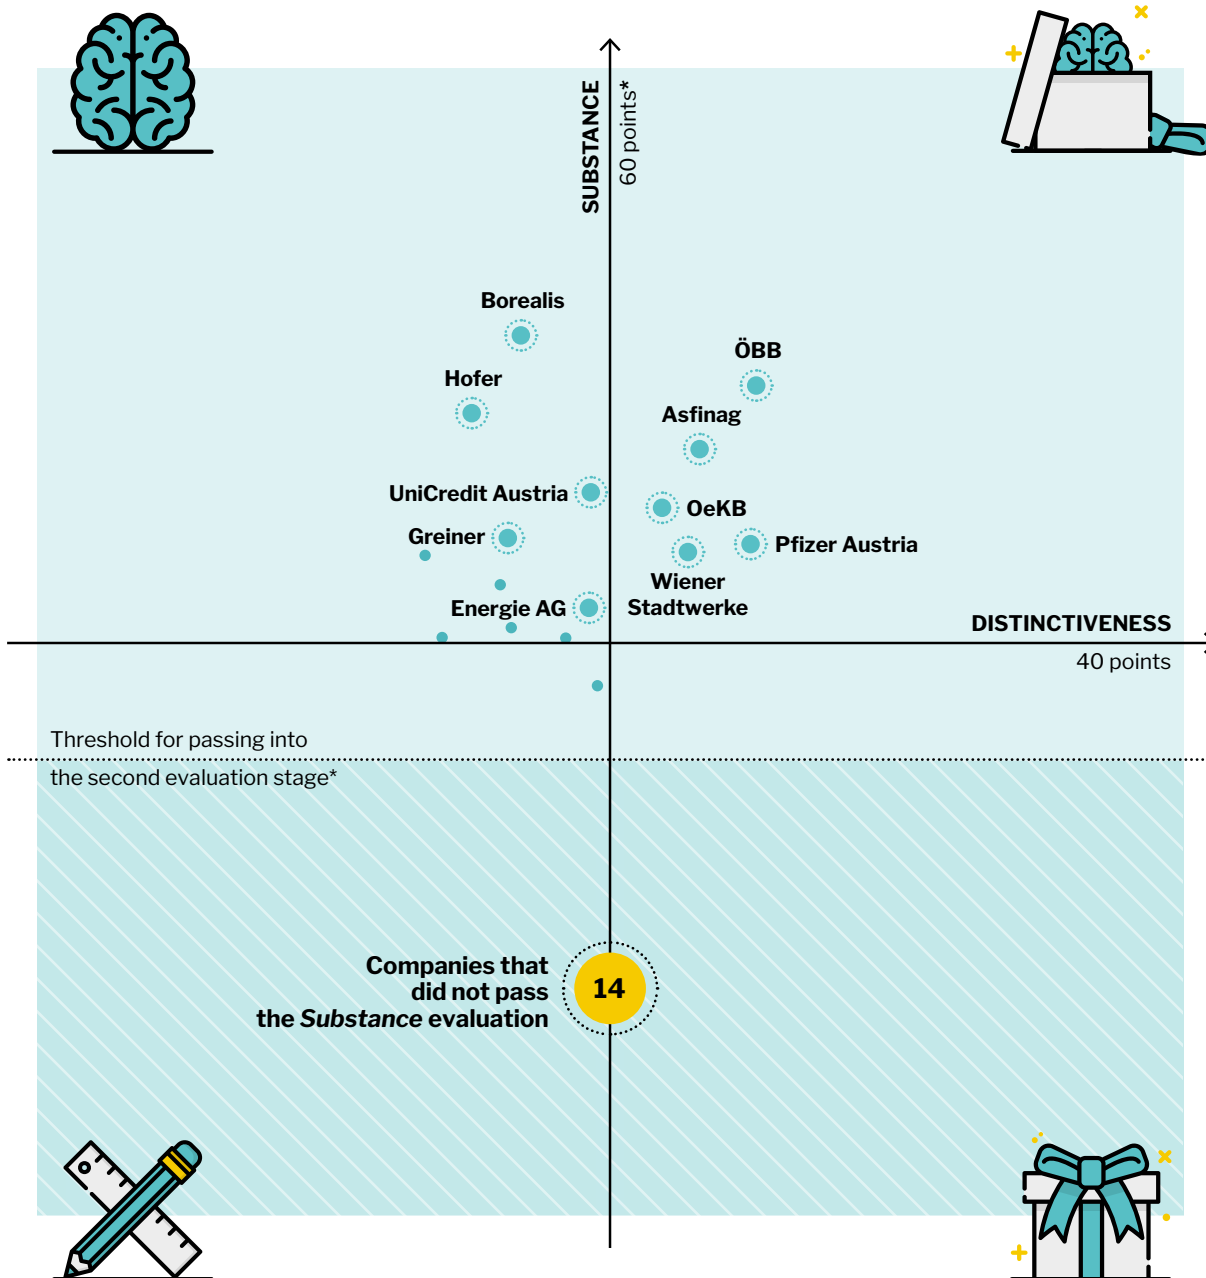 SUBSTANCE
60 points*
Borealis
ÖBB
Hofer
Asfinag
UniCredit Austria
OeKB
Greiner
Pfizer Austria
Wiener
Stadtwerke
Energie AG
DISTINCTIVENESS
40 points
Threshold for passing into
the second evaluation stage*
Companies that
did not pass
the Substance evaluation
14